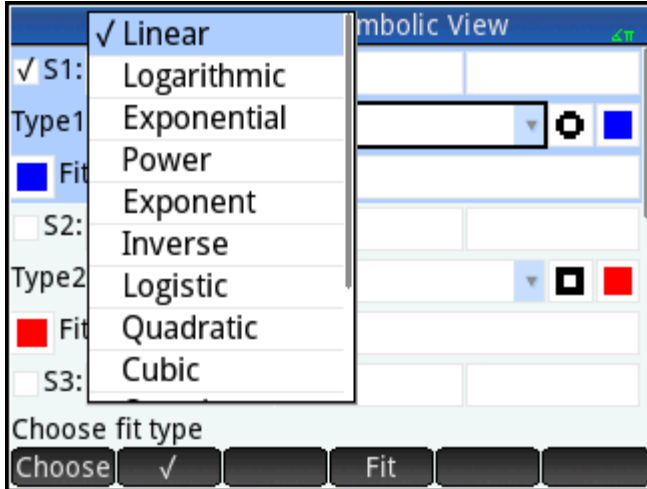 mbolic View
∠π
√ Linear
Logarithmic
Exponential
Power
Exponent
Inverse
Logistic
Quadratic
Cubic
√ S1:
Type1
Fit
S2:
Type2
Fit
S3:
Choose fit type
Choose √ Fit